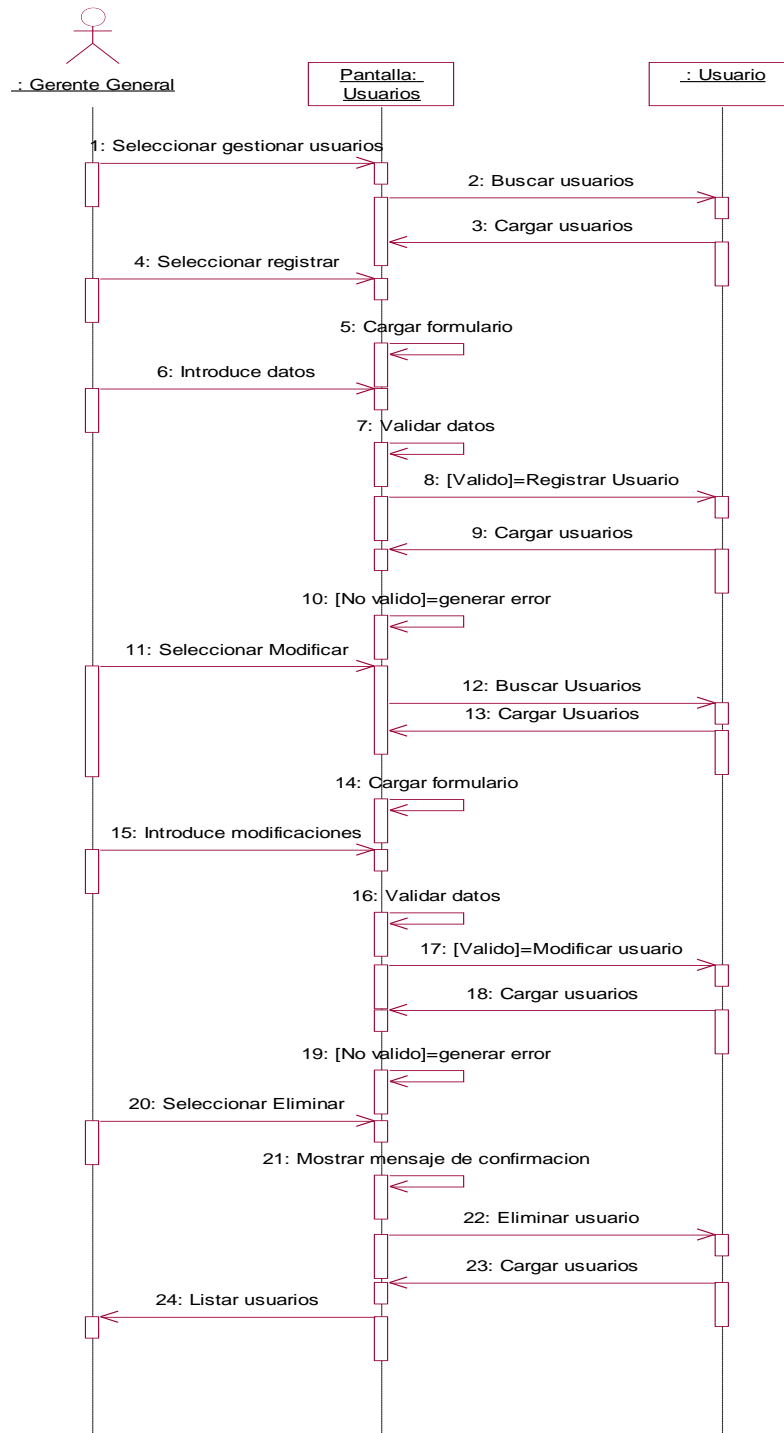 : Gerente General
Pantalla:
Usuarios
: Usuario
1: Seleccionar gestionar usuarios
2: Buscar usuarios
3: Cargar usuarios
4: Seleccionar registrar
5: Cargar formulario
6: Introduce datos
7: Validar datos
8: [Valido]=Registrar Usuario
9: Cargar usuarios
10: [No valido]=generar error
11: Seleccionar Modificar
12: Buscar Usuarios
13: Cargar Usuarios
14: Cargar formulario
15: Introduce modificaciones
16: Validar datos
17: [Valido]=Modificar usuario
18: Cargar usuarios
19: [No valido]=generar error
20: Seleccionar Eliminar
21: Mostrar mensaje de confirmacion
22: Eliminar usuario
23: Cargar usuarios
24: Listar usuarios